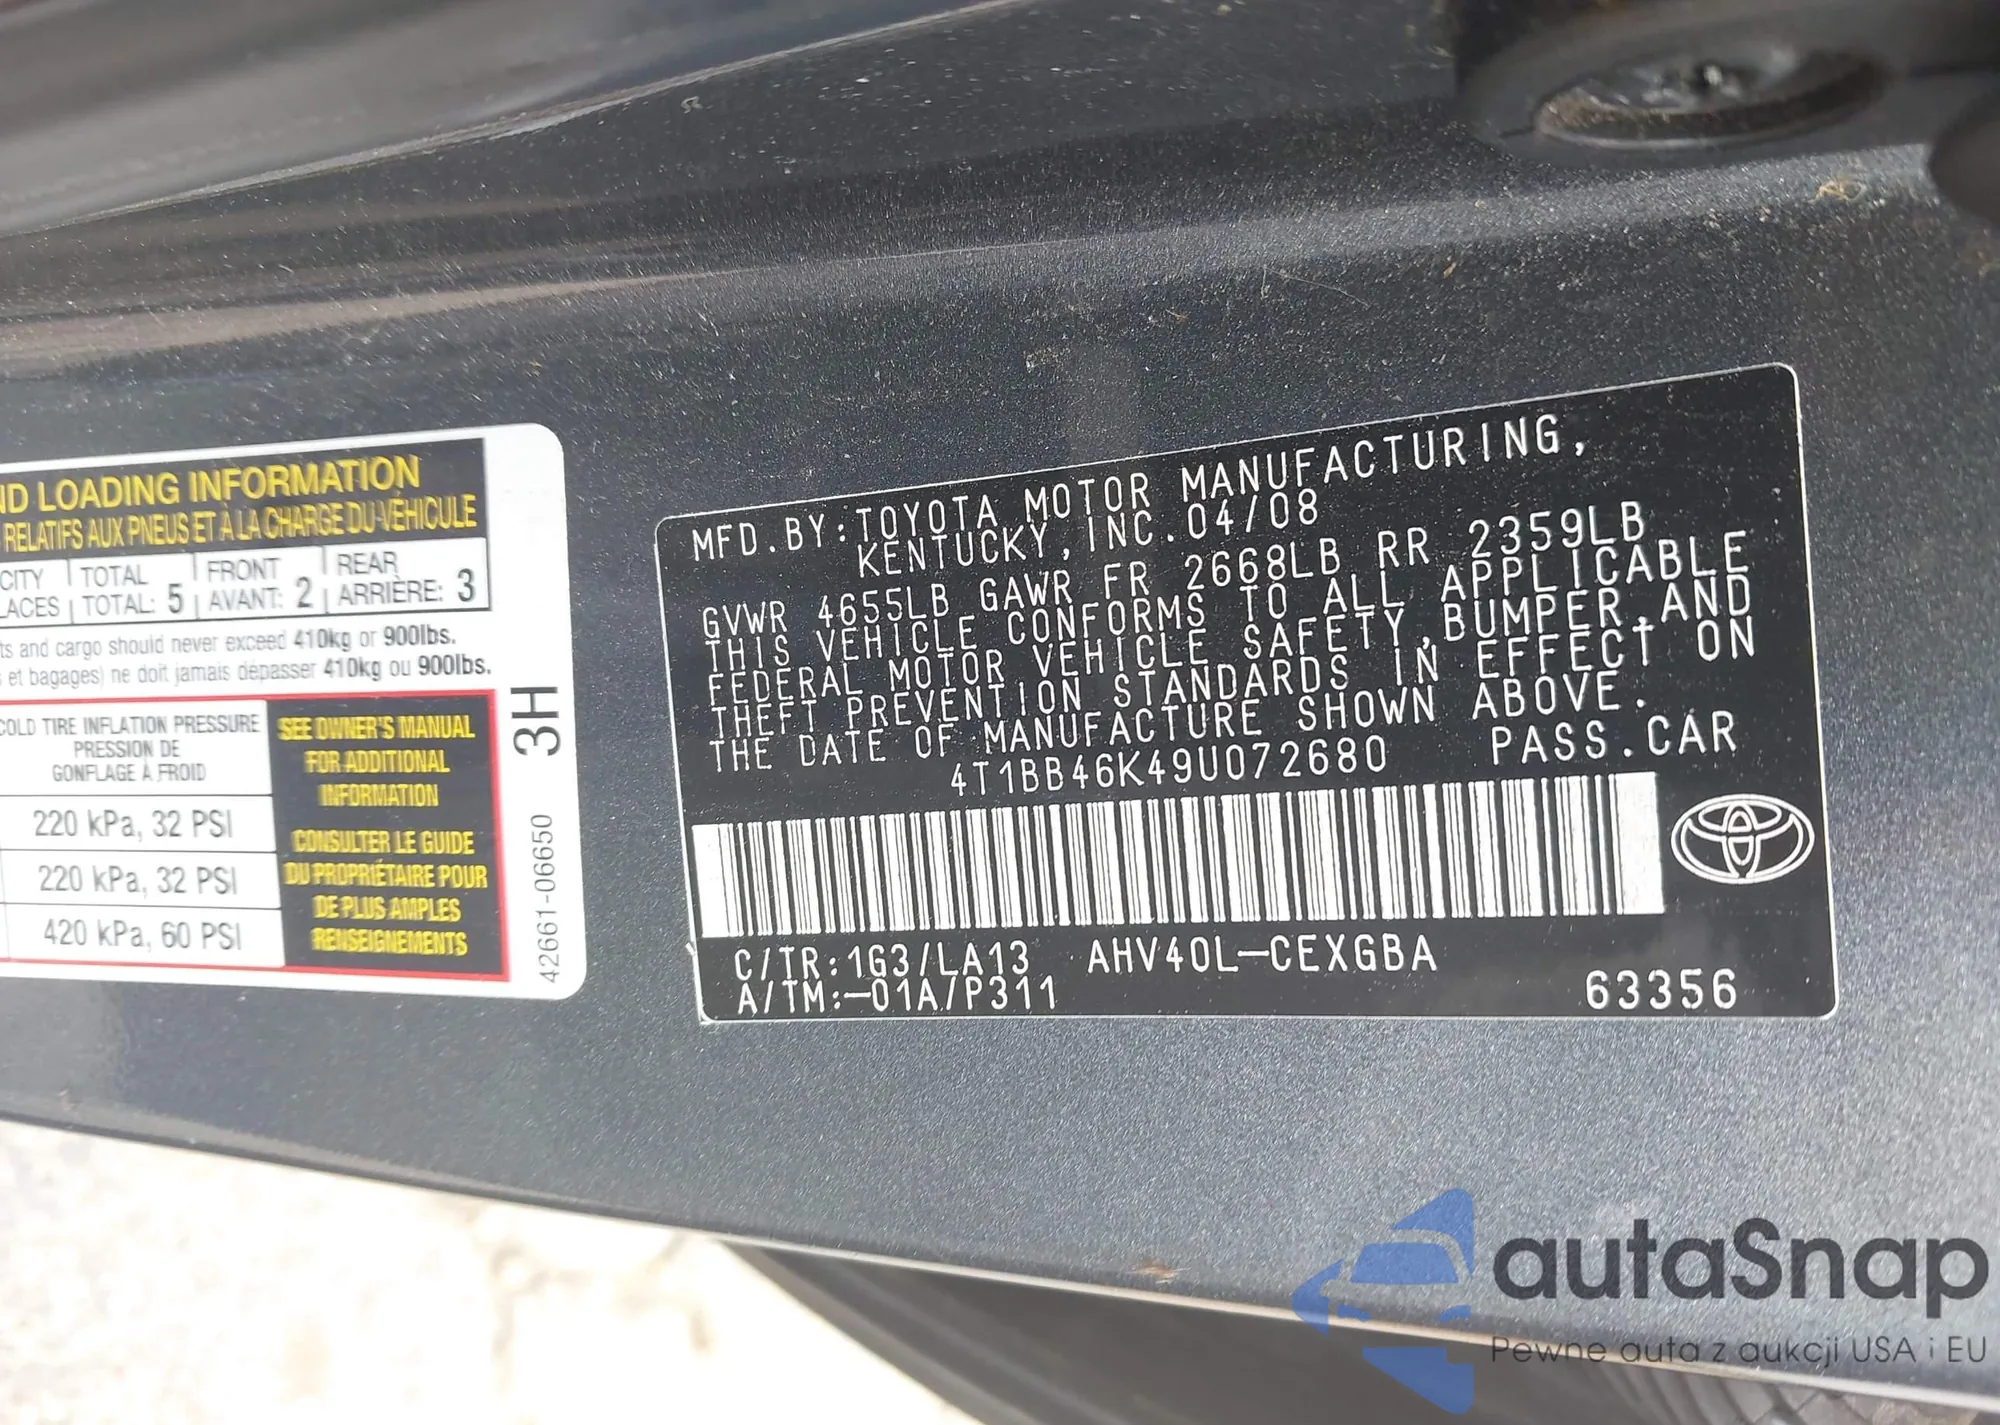 ND LOADING INFORMATION
RELATIFS AUX PNEUS ET À LA CHARGE DU VÉHICULE
CITY TOTAL FRONT REAR
LACES TOTAL: 5 AVANT: 2 ARRIÈRE: 3
ts and cargo should never exceed 410kg or 900lbs.
et bagages) ne doit jamais dépasser 410kg ou 900lbs.
COLD TIRE INFLATION PRESSURE
PRESSION DE
GONFLAGE À FROID
220 kPa, 32 PSI
220 kPa, 32 PSI
420 kPa, 60 PSI
SEE OWNER'S MANUAL
FOR ADDITIONAL
INFORMATION
CONSULTER LE GUIDE
DU PROPRIÉTAIRE POUR
DE PLUS AMPLES
RENSEIGNEMENTS
3H
42661-06650
MFD.BY:TOYOTA MOTOR MANUFACTURING,
KENTUCKY,INC.04/08
GVWR 4655LB GAWR FR 2668LB RR 2359LB
THIS VEHICLE CONFORMS TO ALL APPLICABLE
FEDERAL MOTOR VEHICLE SAFETY,BUMPER,AND
THEFT PREVENTION STANDARDS IN EFFECT ON
THE DATE OF MANUFACTURE SHOWN ABOVE.
4T1BB46K49U072680 PASS.CAR
C/TR:1G3/LA13 AHV40L-CEXGBA
A/TM:-01A/P311 63356
autaSnap
Pewne auta z aukcji USA i EU